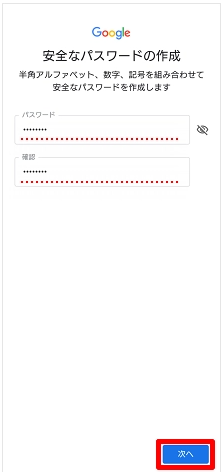 Google
安全なパスワードの作成
半角アルファベット、数字、記号を組み合わせて
安全なパスワードを作成します
パスワード
••••••••
確認
••••••••
次へ